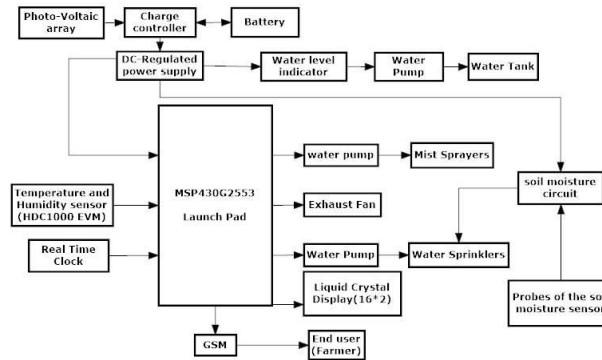 Photo-Voltaic
array
Charge
controller
Battery
DC-Regulated
power supply
Water level
indicator
Water
Pump
Water Tank
MSP430G2553
Launch Pad
water pump
Mist Sprayers
Temperature and
Humidity sensor
(HDC1000 EVM)
Exhaust Fan
soil moisture
circuit
Real Time
Clock
Water Pump
Water Sprinklers
Liquid Crystal
Display(16*2)
Probes of the soi
moisture sensor
GSM
End user
(Farmer)